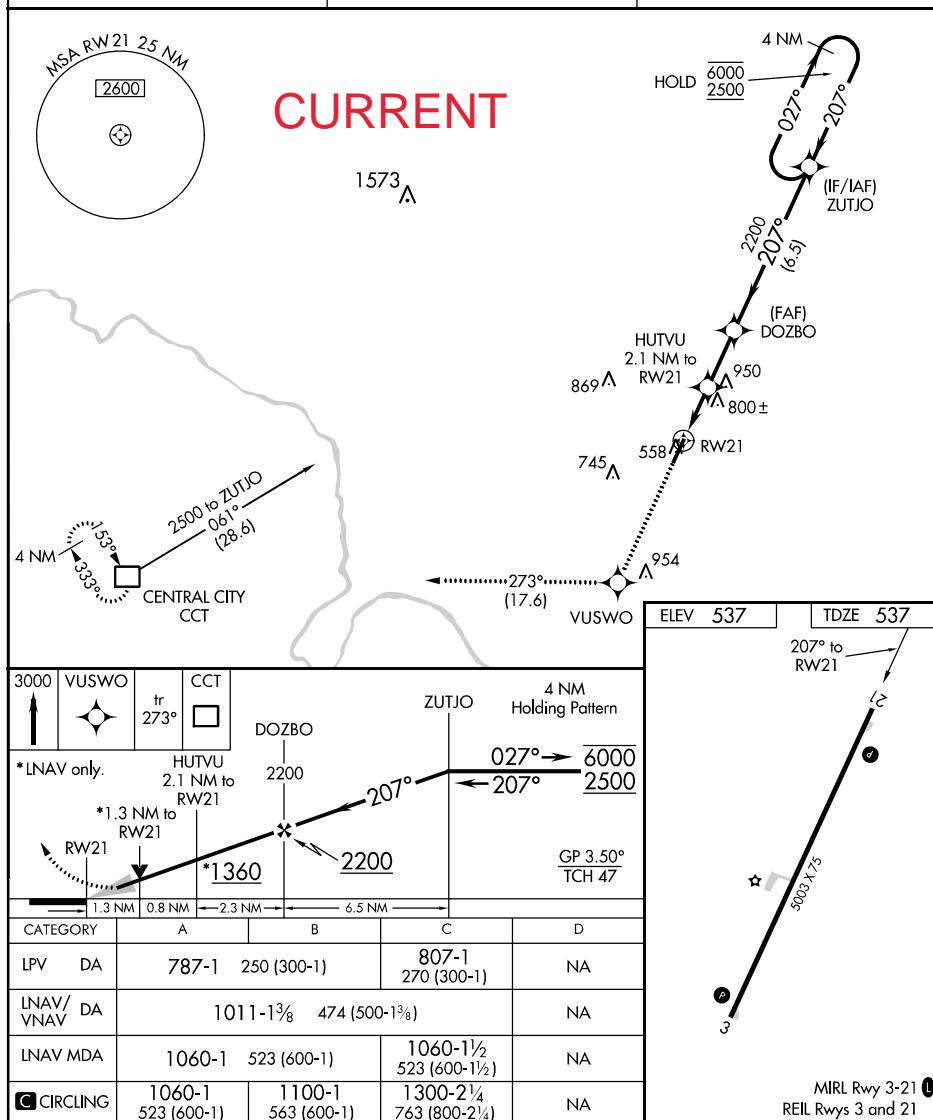 MSA RW21 25 NM
2600
CURRENT
1573
4 NM
HOLD 6000
2500
027°
207°
(IF/IAF)
ZUTJO
2200
207°
(6.5)
(FAF)
DOZBO
HUTVU
2.1 NM to
RW21
869
950
800±
558
RW21
745
954
2500 to ZUTJO
061°
(28.6)
4 NM
153°
333°
CENTRAL CITY
CCT
273°
(17.6)
VUSWO
ELEV 537
TDZE 537
207° to
RW21
21
P
5003 X 75
P
3
MIRL Rwy 3-21 L
REIL Rwys 3 and 21
3000
VUSWO
tr
273°
CCT
*LNAV only.
HUTVU
2.1 NM to
RW21
*1.3 NM to
RW21
RW21
DOZBO
2200
ZUTJO
4 NM
Holding Pattern
027°
6000
207°
2500
207°
*1360
2200
GP 3.50°
TCH 47
1.3 NM 0.8 NM 2.3 NM 6.5 NM
CATEGORY A B C D
LPV DA 787-1 250 (300-1) 807-1 270 (300-1) NA
LNAV/ VNAV DA 1011-1⅜ 474 (500-1⅜) NA
LNAV MDA 1060-1 523 (600-1) 1060-1½ 523 (600-1½) NA
C CIRCLING 1060-1 523 (600-1) 1100-1 563 (600-1) 1300-2¼ 763 (800-2¼) NA